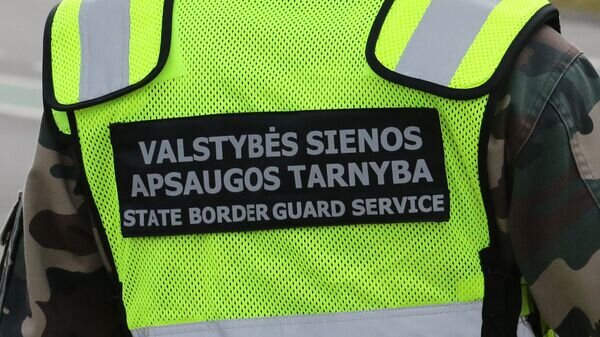 VALSTYBĖS SIENOS
APSAUGOS TARNYBA
STATE BORDER GUARD SERVICE